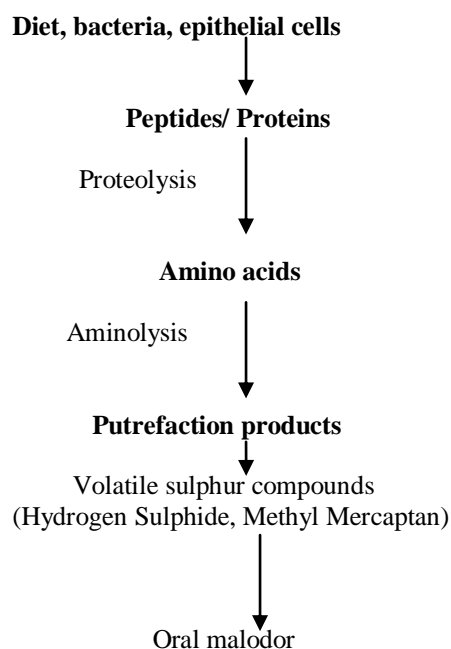 Diet, bacteria, epithelial cells
Peptides/ Proteins
Proteolysis
Amino acids
Aminolysis
Putrefaction products
Volatile sulphur compounds
(Hydrogen Sulphide, Methyl Mercaptan)
Oral malodor